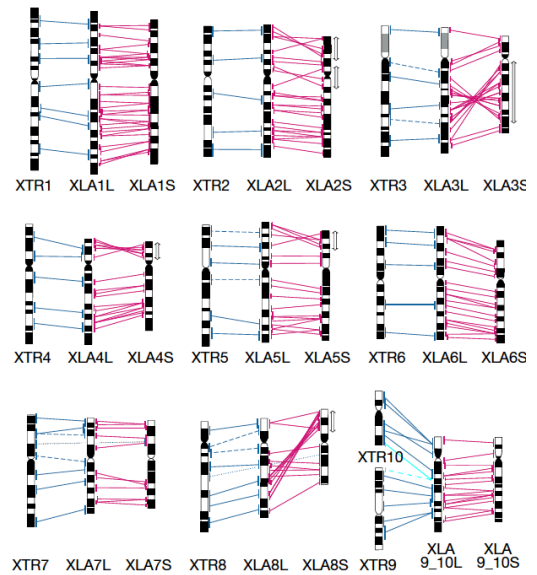 XTR1 XLA1L XLA1S XTR2 XLA2L XLA2S XTR3 XLA3L XLA3S
XTR4 XLA4L XLA4S XTR5 XLA5L XLA5S XTR6 XLA6L XLA6S
XTR10
XTR7 XLA7L XLA7S XTR8 XLA8L XLA8S XTR9 XLA XLA
9_10L 9_10S